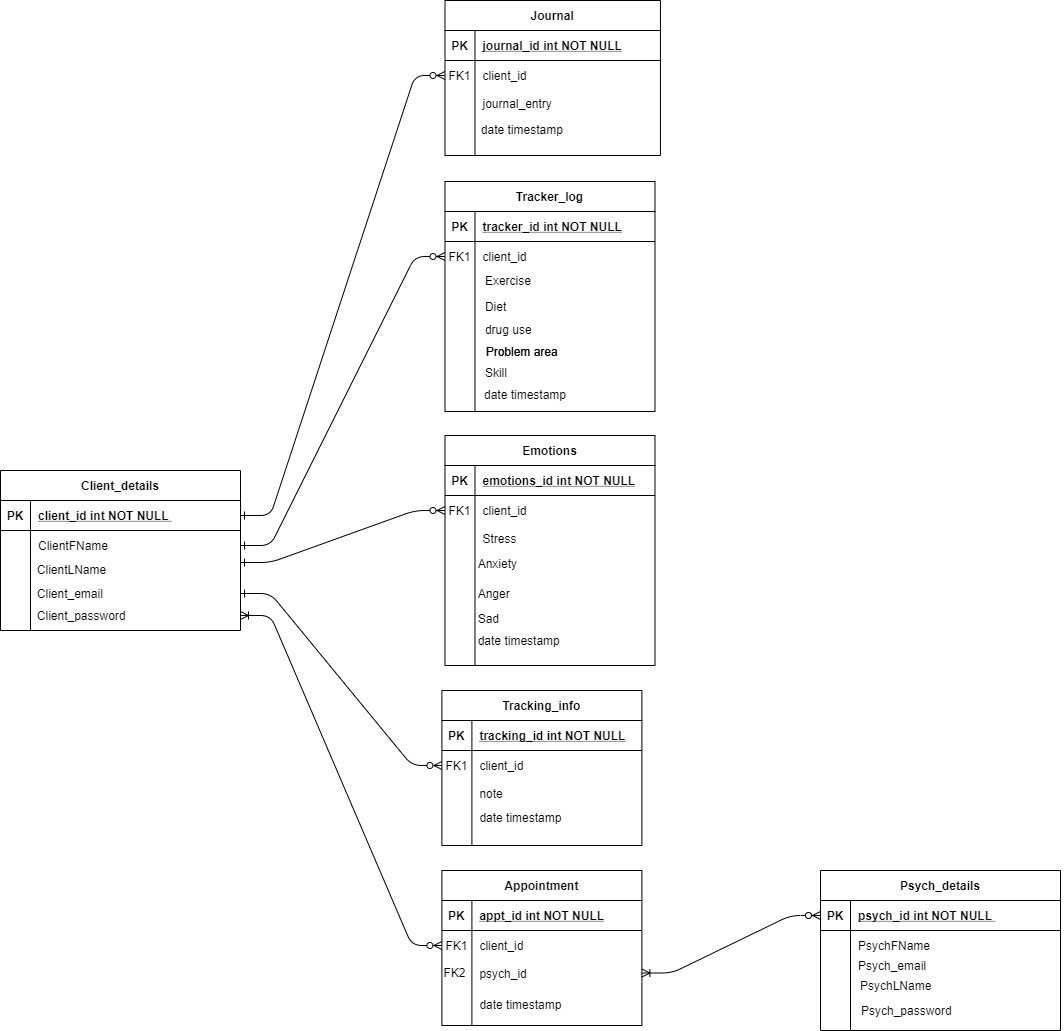 Journal
PK journal_id int NOT NULL
FK1 client_id
journal_entry
date timestamp
Tracker_log
PK tracker_id int NOT NULL
FK1 client_id
Exercise
Diet
drug use
Problem area
Skill
date timestamp
Emotions
PK emotions_id int NOT NULL
FK1 client_id
Stress
Anxiety
Anger
Sad
date timestamp
Client_details
PK client_id int NOT NULL
ClientFName
ClientLName
Client_email
Client_password
Tracking_info
PK tracking_id int NOT NULL
FK1 client_id
note
date timestamp
Appointment
PK appt_id int NOT NULL
FK1 client_id
FK2 psych_id
date timestamp
Psych_details
PK psych_id int NOT NULL
PsychFName
Psych_email
PsychLName
Psych_password